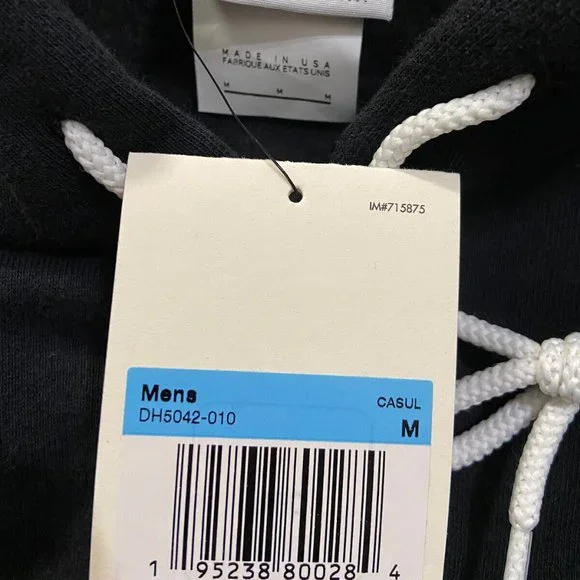 MADE IN USA
FABRIQUE AUX ETATS UNIS
M M M
IM#715875
Mens
DH5042-010
CASUL
M
1 95238 80028 4